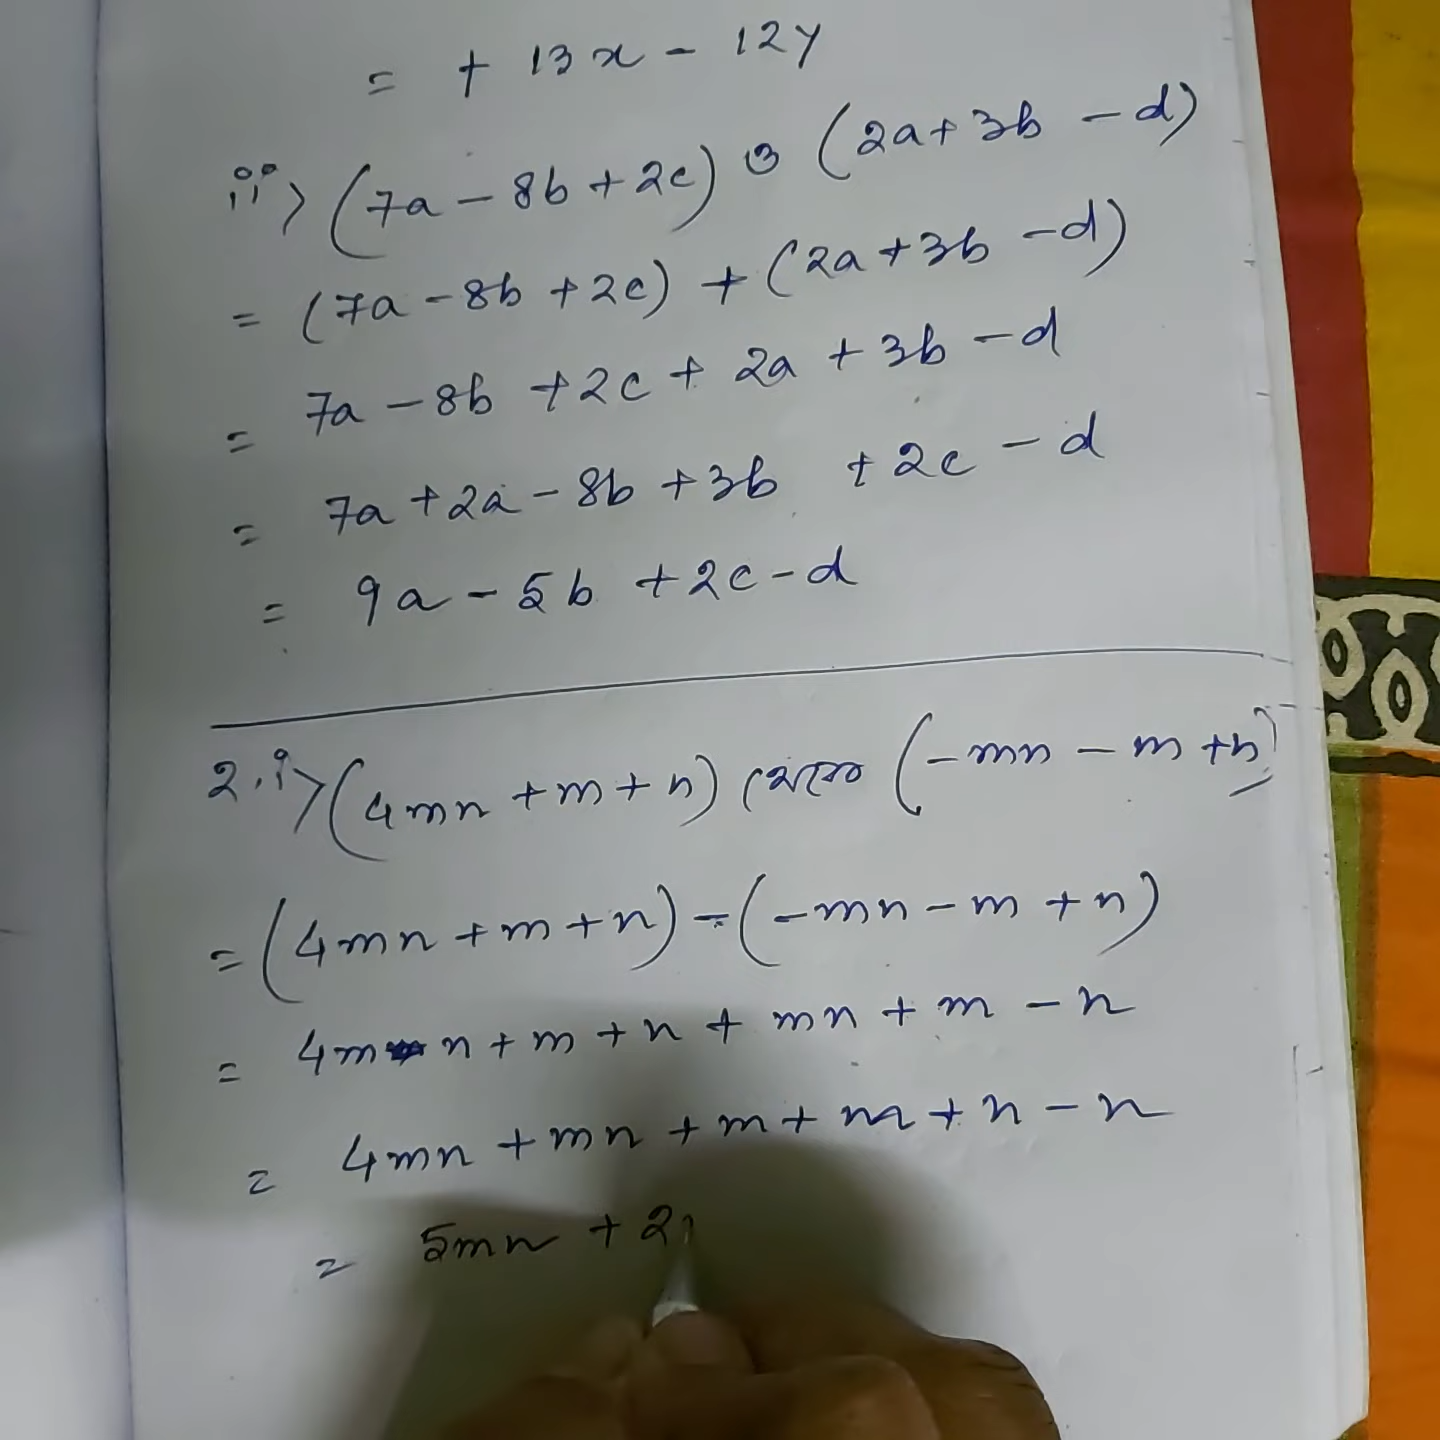 = + 13x - 12y
iii> (7a - 8b + 2c) ও (2a + 3b - d)
= (7a - 8b + 2c) + (2a + 3b - d)
= 7a - 8b + 2c + 2a + 3b - d
= 7a + 2a - 8b + 3b + 2c - d
= 9a - 5b + 2c - d
2.i> (4mn + m + n) থেকে (-mn - m + n)
= (4mn + m + n) - (-mn - m + n)
= 4mn + m + n + mn + m - n
= 4mn + mn + m + m + n - n
= 5mn + 2